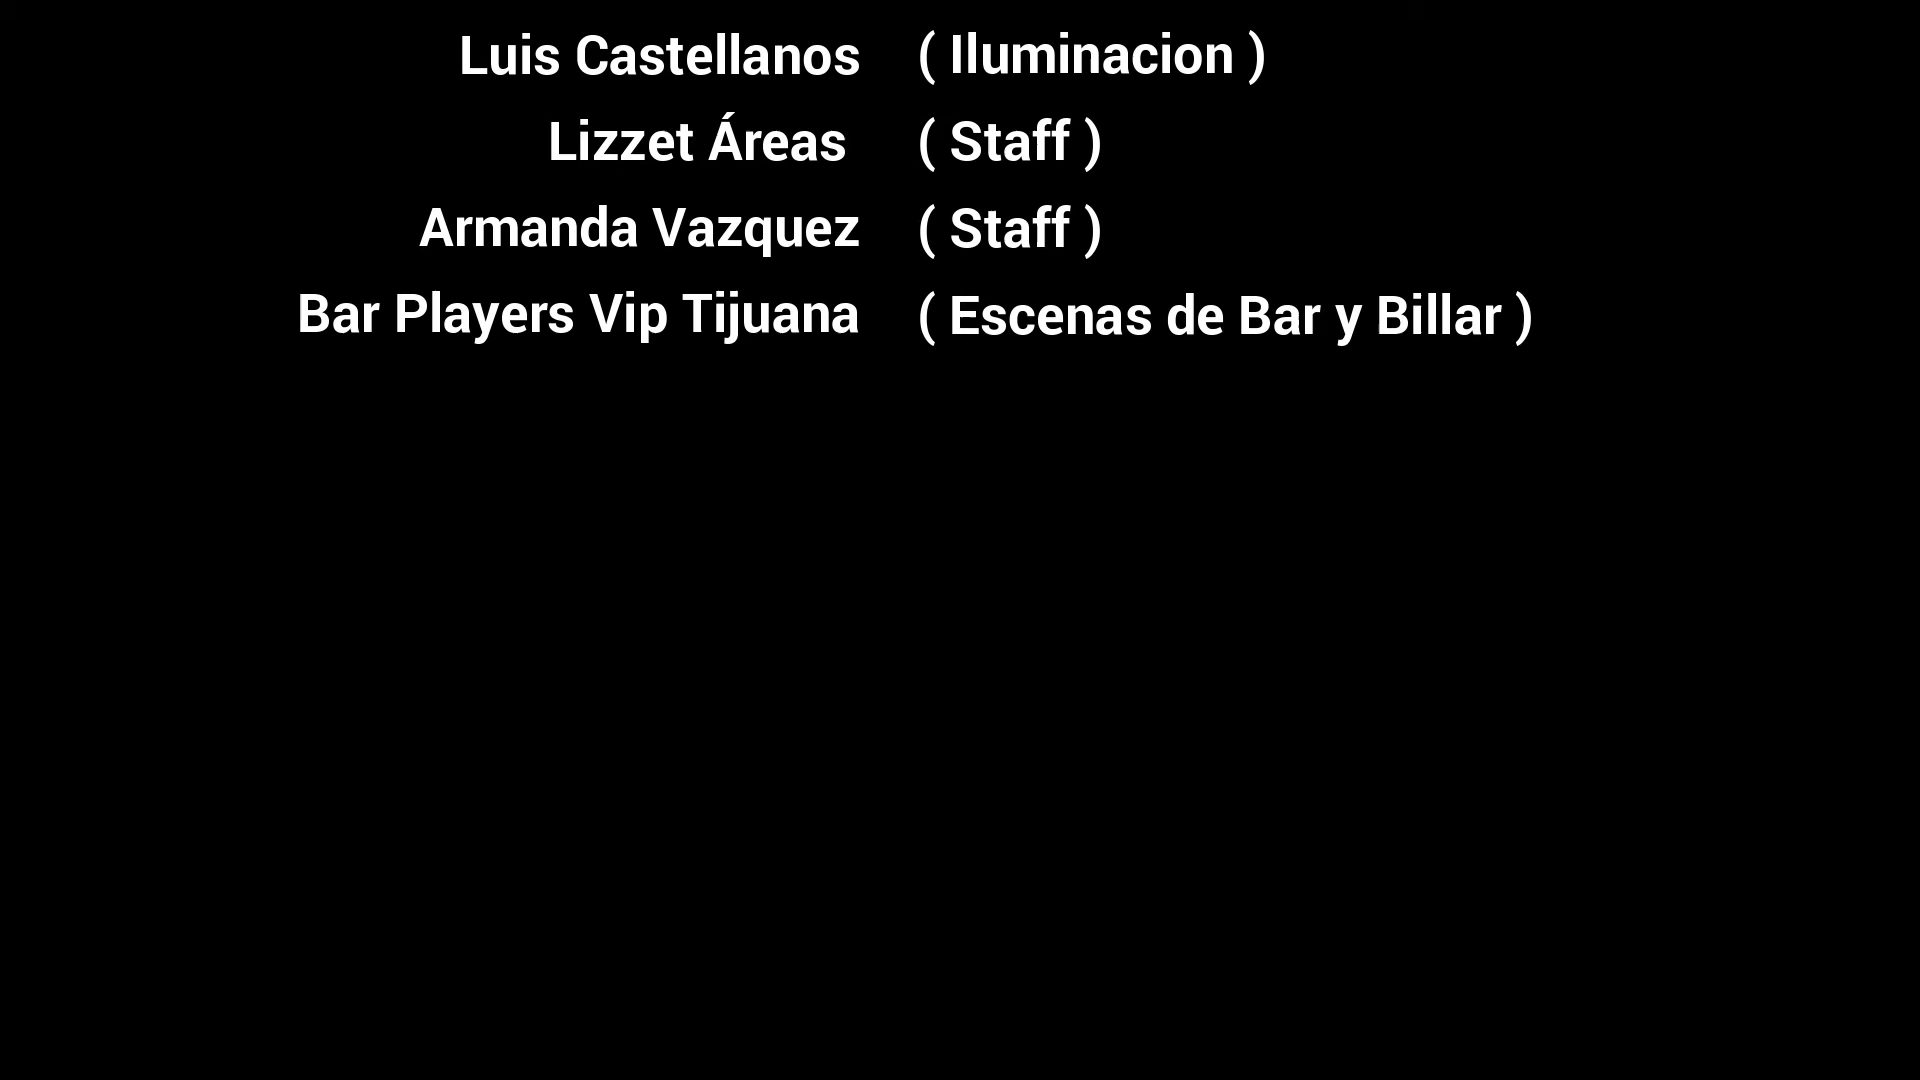 Luis Castellanos ( Iluminacion )
Lizzet Áreas ( Staff )
Armanda Vazquez ( Staff )
Bar Players Vip Tijuana ( Escenas de Bar y Billar )